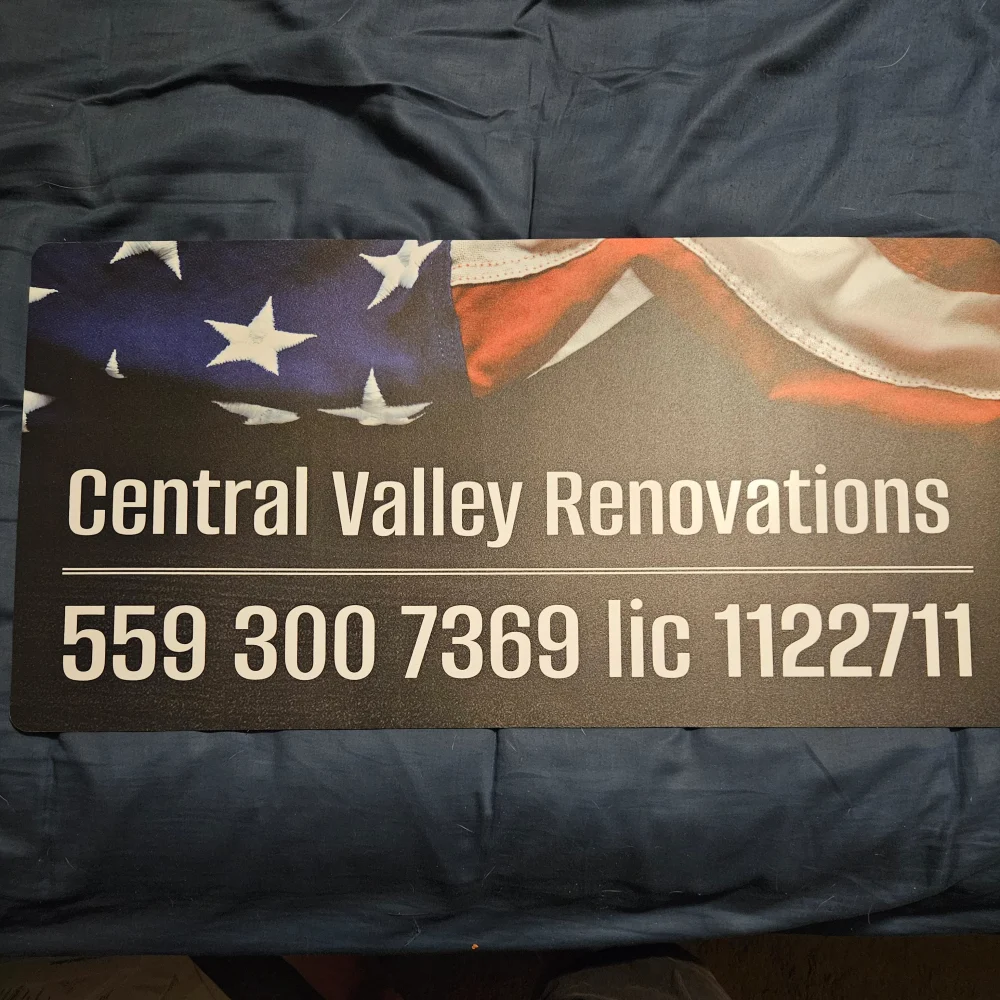 Central Valley Renovations
559 300 7369 lic 1122711